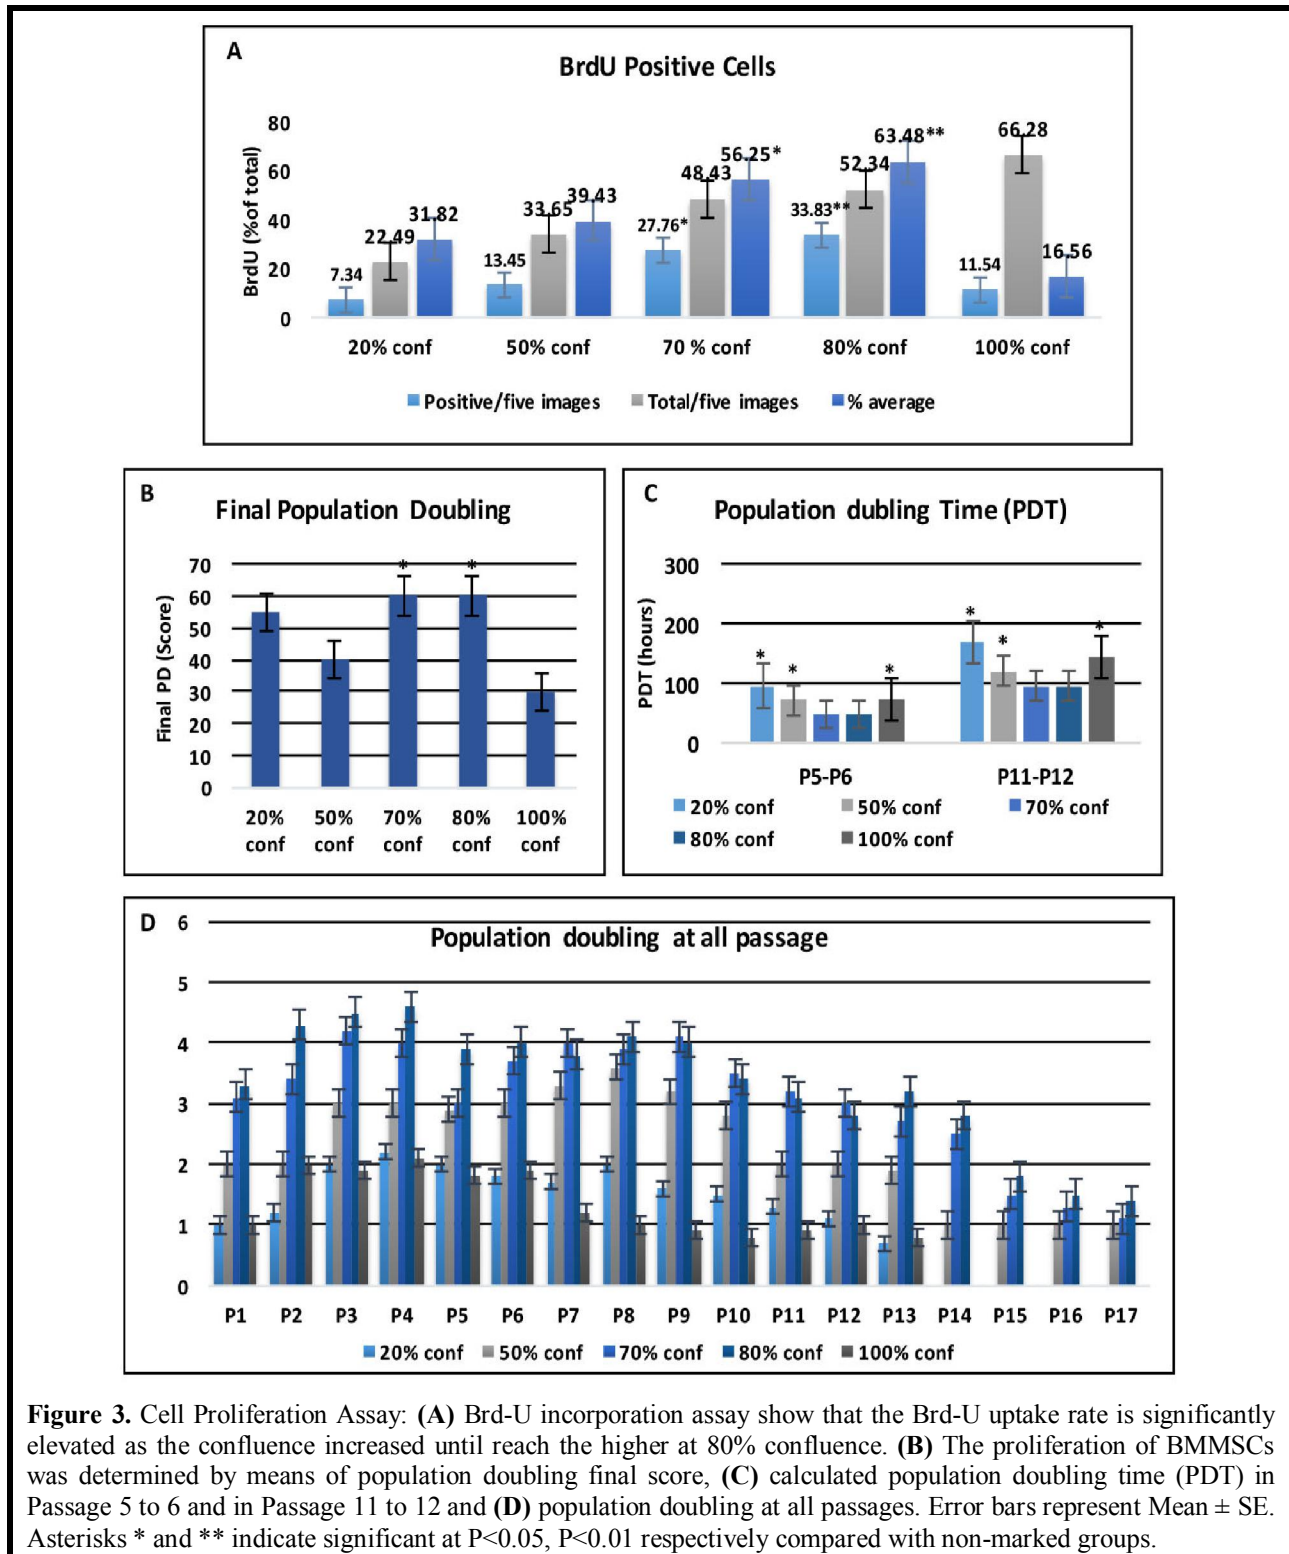 A
BrdU Positive Cells
BrdU (%of total)
80
60
40
20
0
7.34
22.49
31.82
13.45
33.65
39.43
27.76*
48.43
56.25*
33.83**
52.34
63.48**
11.54
66.28
16.56
20% conf 50% conf 70 % conf 80% conf 100% conf
Positive/five images Total/five images % average
B
Final Population Doubling
Final PD (Score)
70
60
50
40
30
20
10
0
* *
20% conf
50% conf
70% conf
80% conf
100% conf
C
Population dubling Time (PDT)
PDT (hours)
300
200
100
0
* * * * * *
P5-P6 P11-P12
20% conf 50% conf 70% conf
80% conf 100% conf
D
Population doubling at all passage
6
5
4
3
2
1
0
P1 P2 P3 P4 P5 P6 P7 P8 P9 P10 P11 P12 P13 P14 P15 P16 P17
20% conf 50% conf 70% conf 80% conf 100% conf
Figure 3. Cell Proliferation Assay: (A) Brd-U incorporation assay show that the Brd-U uptake rate is significantly
elevated as the confluence increased until reach the higher at 80% confluence. (B) The proliferation of BMMSCs
was determined by means of population doubling final score, (C) calculated population doubling time (PDT) in
Passage 5 to 6 and in Passage 11 to 12 and (D) population doubling at all passages. Error bars represent Mean ± SE.
Asterisks * and ** indicate significant at P<0.05, P<0.01 respectively compared with non-marked groups.